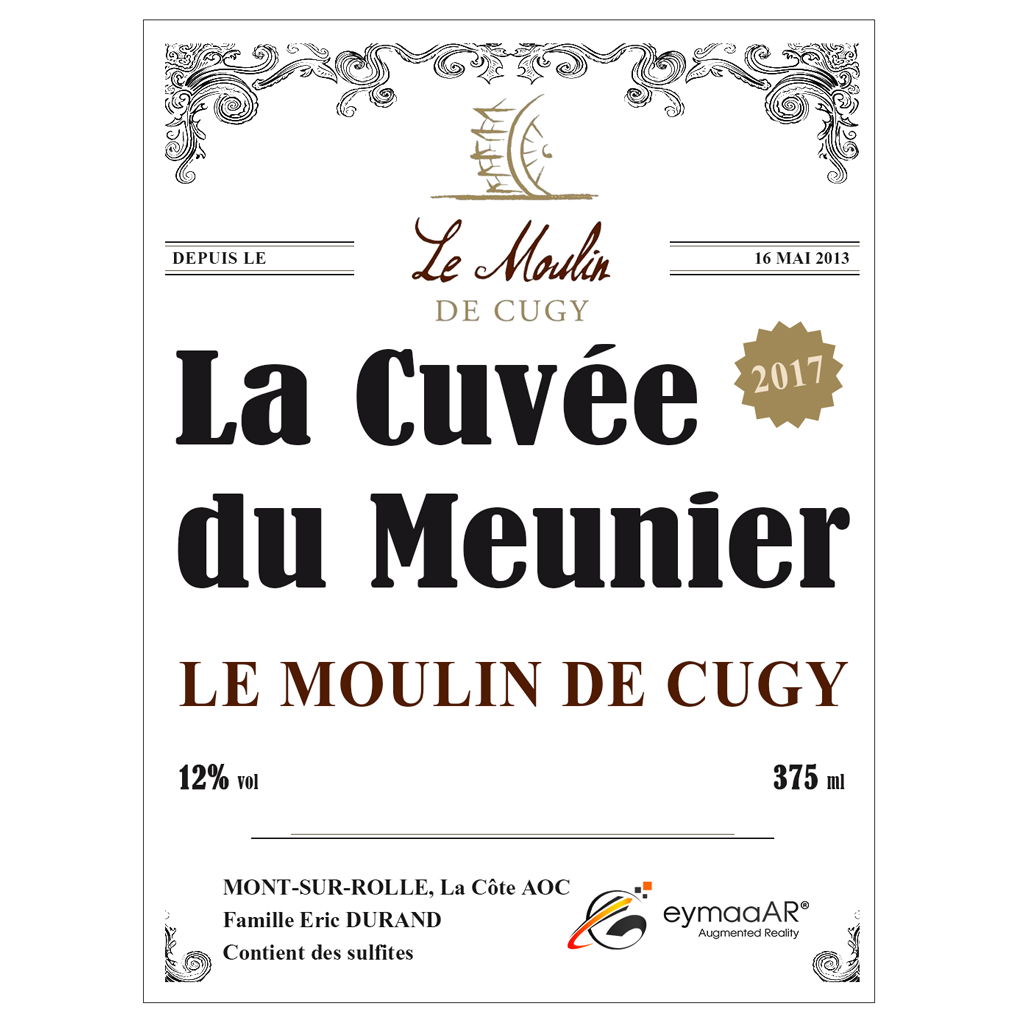 Le Moulin
DE CUGY
DEPUIS LE
16 MAI 2013
La Cuvée
2017
du Meunier
LE MOULIN DE CUGY
12% vol
375 ml
MONT-SUR-ROLLE, La Côte AOC
Famille Eric DURAND
Contient des sulfites
eymaaAR®
Augmented Reality